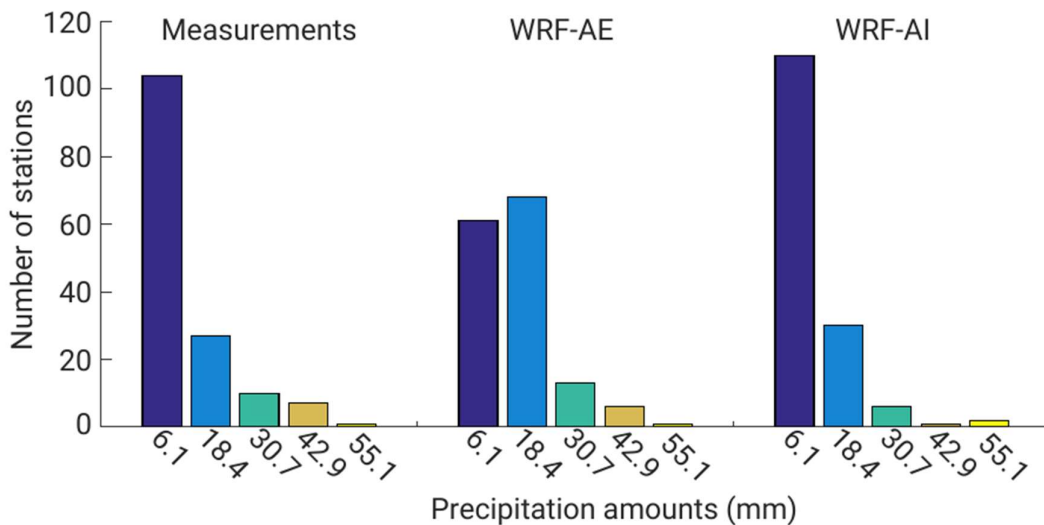 Measurements WRF-AE WRF-AI
120
100
80
60
40
20
0
Number of stations
6.1 18.4 30.7 42.9 55.1 6.1 18.4 30.7 42.9 55.1 6.1 18.4 30.7 42.9 55.1
Precipitation amounts (mm)